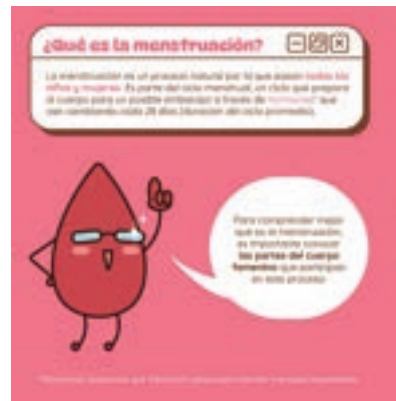 ¿Qué es la menstruación?
La menstruación es un proceso natural por la que pasan todas las
niñas y mujeres. Es parte del ciclo menstrual, un ciclo que prepara
el cuerpo para un posible embarazo a través de hormonas* que
van cambiando cada 28 días (duración del ciclo promedio).
Para comprender mejor
qué es la menstruación,
es importante conocer
las partes del cuerpo
femenino que participan
en este proceso